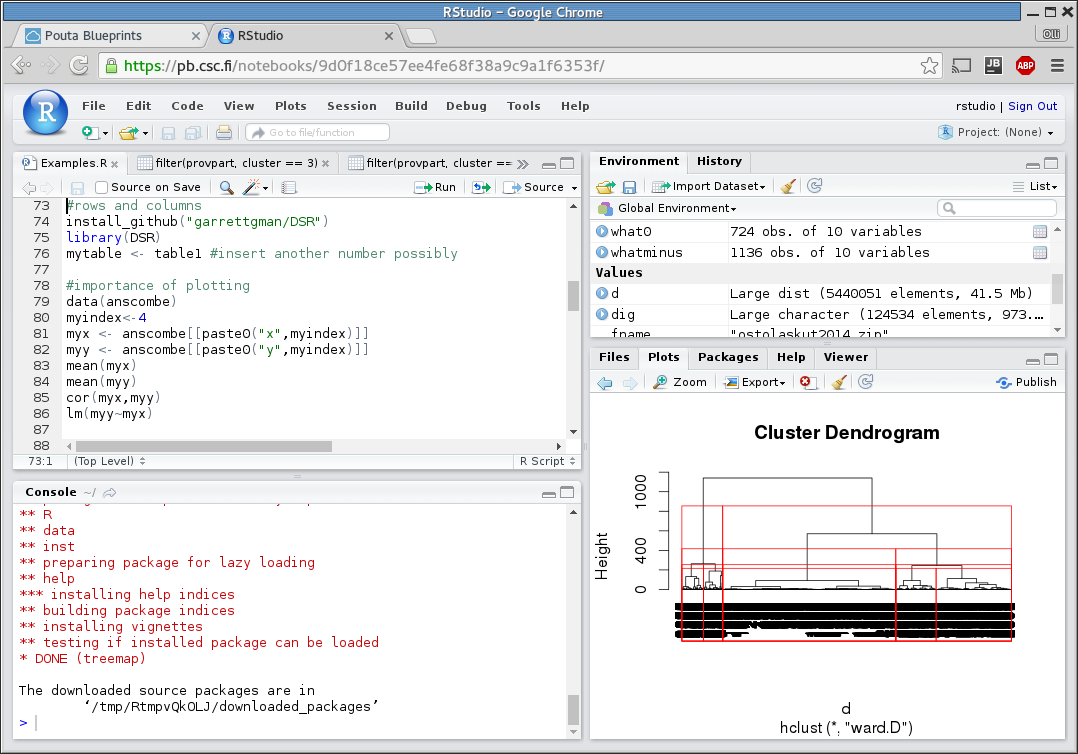 RStudio - Google Chrome
Pouta Blueprints
RStudio
Olli
https://pb.csc.fi/notebooks/9d0f18ce57ee4fe68f38a9c9a1f6353f/
JB
ABP
R
File Edit Code View Plots Session Build Debug Tools Help
rstudio | Sign Out
Go to file/function
Project: (None)
Examples.R
filter(provpart, cluster == 3)
filter(provpart, cluster ==
Source on Save
Run
Source
73 #rows and columns
74 install_github("garrettgman/DSR")
75 library(DSR)
76 mytable <- table1 #insert another number possibly
77
78 #importance of plotting
79 data(anscombe)
80 myindex<-4
81 myx <- anscombe[[paste0("x",myindex)]]
82 myy <- anscombe[[paste0("y",myindex)]]
83 mean(myx)
84 mean(myy)
85 cor(myx,myy)
86 lm(myy~myx)
87
88
73:1 (Top Level) R Script
Console ~/
** R
** data
** inst
** preparing package for lazy loading
** help
*** installing help indices
** building package indices
** installing vignettes
** testing if installed package can be loaded
* DONE (treemap)
The downloaded source packages are in
‘/tmp/RtmpvQkOLJ/downloaded_packages’
>
Environment History
Import Dataset
List
Global Environment
what0 724 obs. of 10 variables
whatminus 1136 obs. of 10 variables
Values
d Large dist (5440051 elements, 41.5 Mb)
dig Large character (124534 elements, 973.…
fname "ostolaskut2014.zip"
Files Plots Packages Help Viewer
Zoom Export Publish
Cluster Dendrogram
Height
1000
400
0
d
hclust (*, "ward.D")